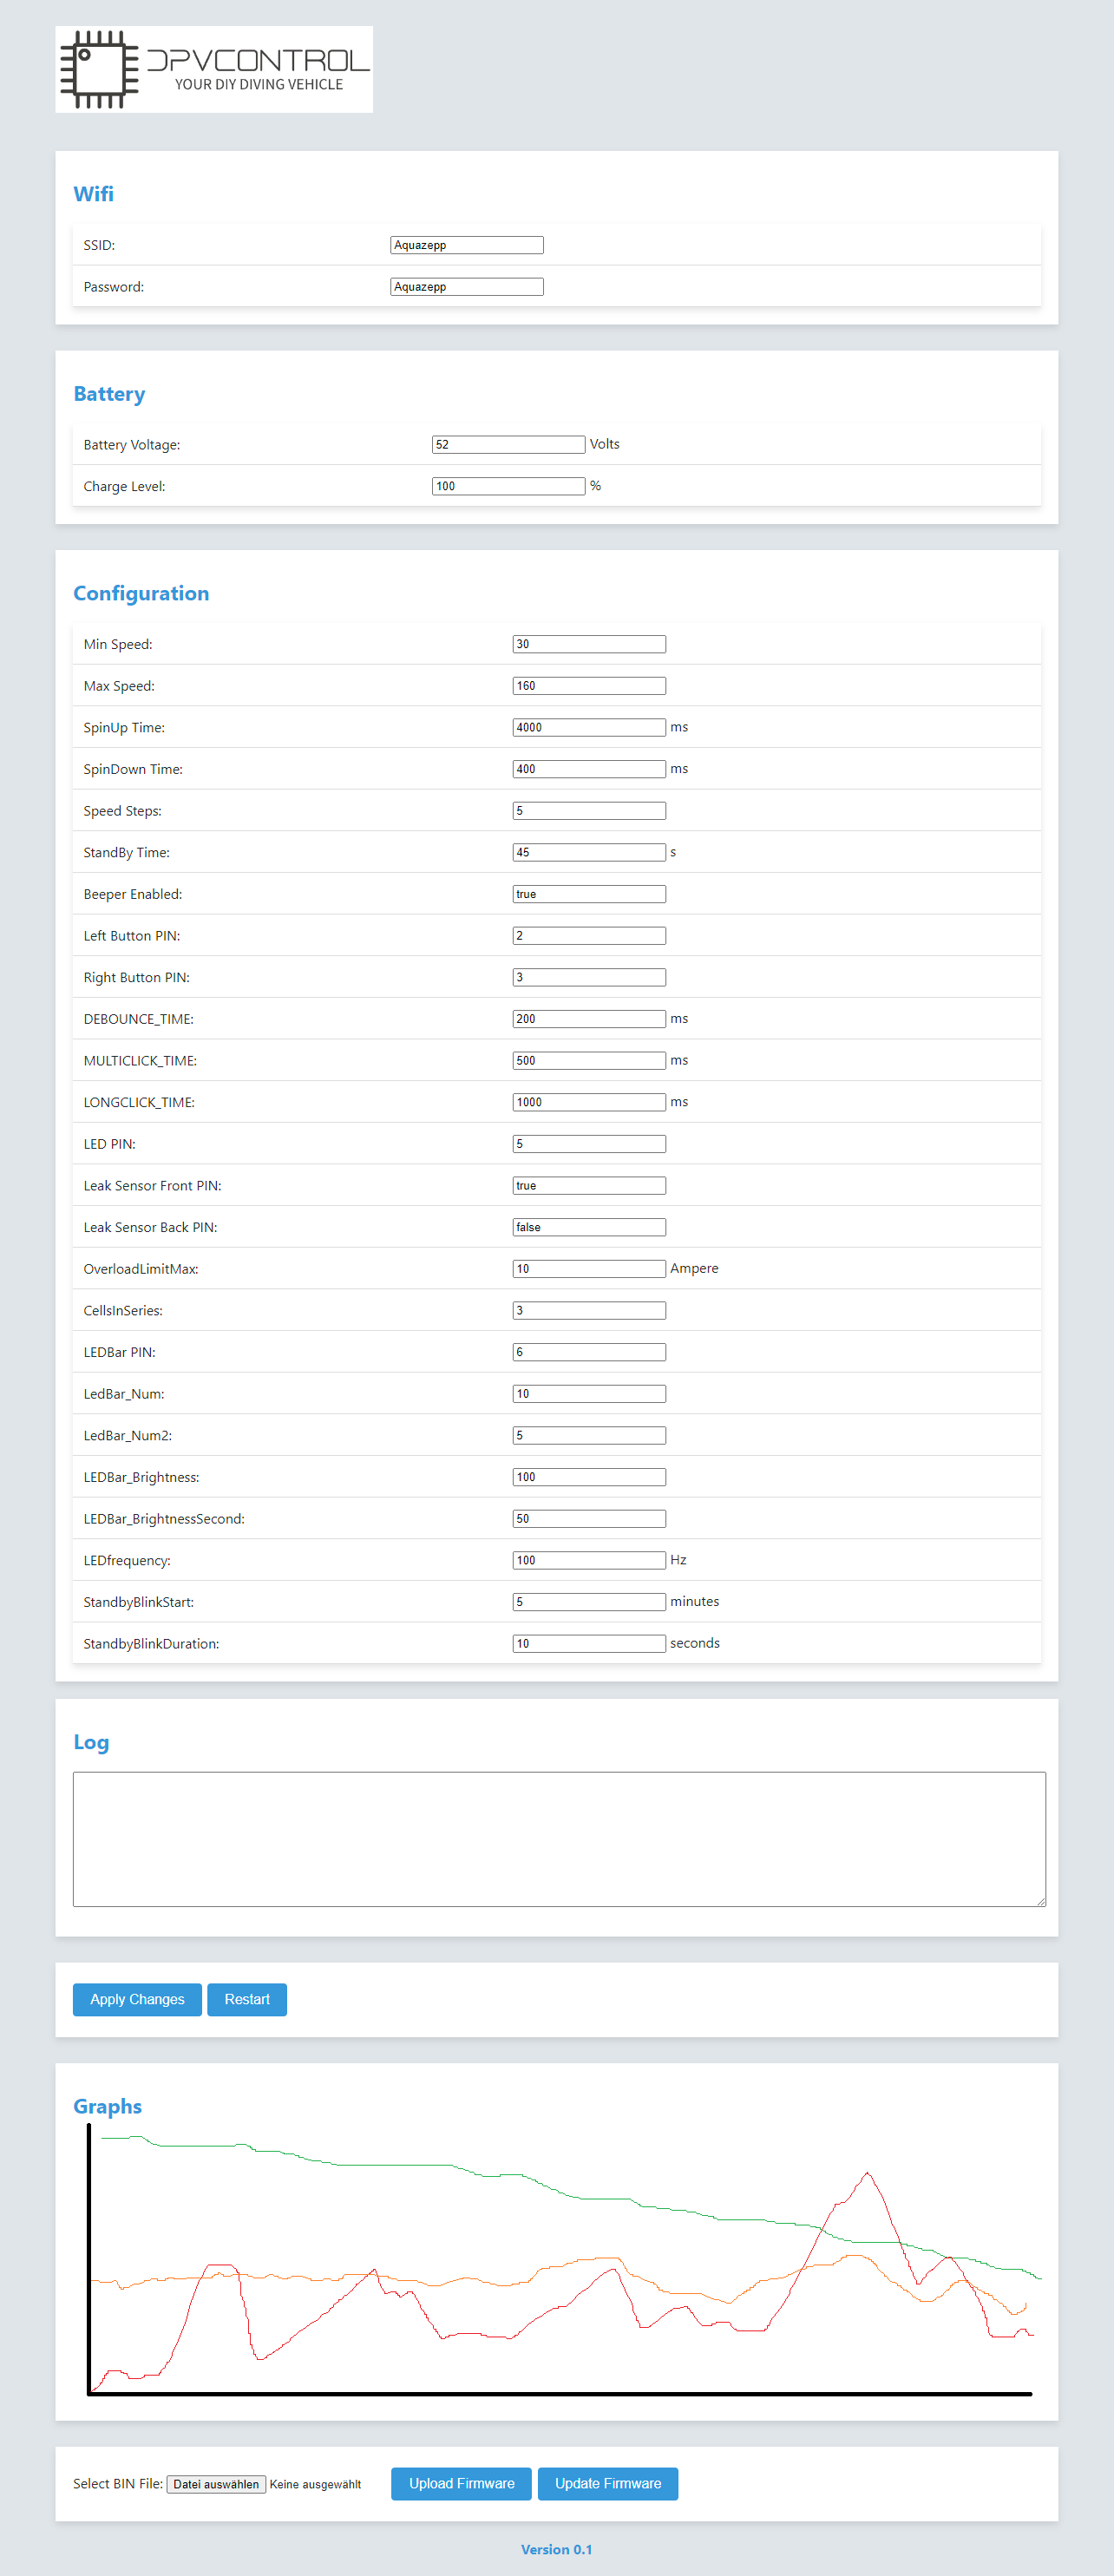 DPVCONTROL
YOUR DIY DIVING VEHICLE
Wifi
SSID: Aquazepp
Password: Aquazepp
Battery
Battery Voltage: 52 Volts
Charge Level: 100 %
Configuration
Min Speed: 30
Max Speed: 160
SpinUp Time: 4000 ms
SpinDown Time: 400 ms
Speed Steps: 5
StandBy Time: 45 s
Beeper Enabled: true
Left Button PIN: 2
Right Button PIN: 3
DEBOUNCE_TIME: 200 ms
MULTICLICK_TIME: 500 ms
LONGCLICK_TIME: 1000 ms
LED PIN: 5
Leak Sensor Front PIN: true
Leak Sensor Back PIN: false
OverloadLimitMax: 10 Ampere
CellsInSeries: 3
LEDBar PIN: 6
LedBar_Num: 10
LedBar_Num2: 5
LEDBar_Brightness: 100
LEDBar_BrightnessSecond: 50
LEDfrequency: 100 Hz
StandbyBlinkStart: 5 minutes
StandbyBlinkDuration: 10 seconds
Log
Apply Changes Restart
Graphs
Select BIN File: Datei auswählen Keine ausgewählt Upload Firmware Update Firmware
Version 0.1